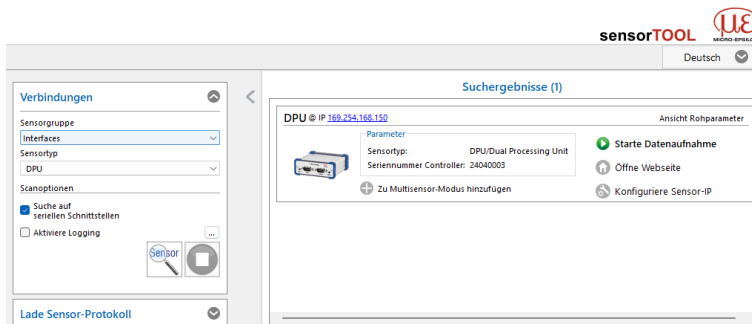 sensorTOOL
MICRO-EPSILON
Deutsch
Verbindungen
Sensorgruppe
Interfaces
Sensortyp
DPU
Scanoptionen
Suche auf
seriellen Schnittstellen
Aktiviere Logging
...
Sensor
Lade Sensor-Protokoll
Suchergebnisse (1)
DPU @ IP 169.254.168.150
Ansicht Rohparameter
Parameter
Sensortyp: DPU/Dual Processing Unit
Seriennummer Controller: 24040003
Zu Multisensor-Modus hinzufügen
Starte Datenaufnahme
Öffne Webseite
Konfiguriere Sensor-IP